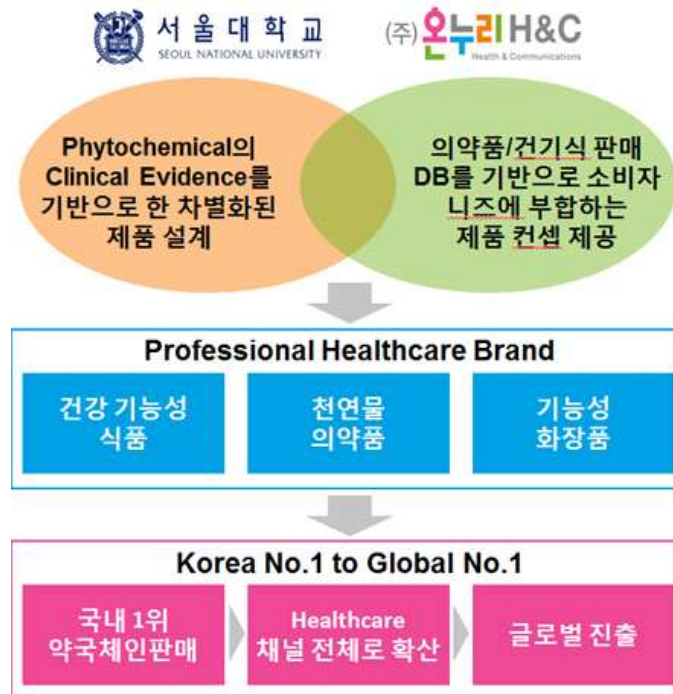 서울대학교
SEOUL NATIONAL UNIVERSITY
(주)온누리H&C
Health & Communications
Phytochemical의
Clinical Evidence를
기반으로 한 차별화된
제품 설계
의약품/건기식 판매
DB를 기반으로 소비자
니즈에 부합하는
제품 컨셉 제공
Professional Healthcare Brand
건강 기능성
식품
천연물
의약품
기능성
화장품
Korea No.1 to Global No.1
국내 1위
약국체인판매
Healthcare
채널 전체로 확산
글로벌 진출